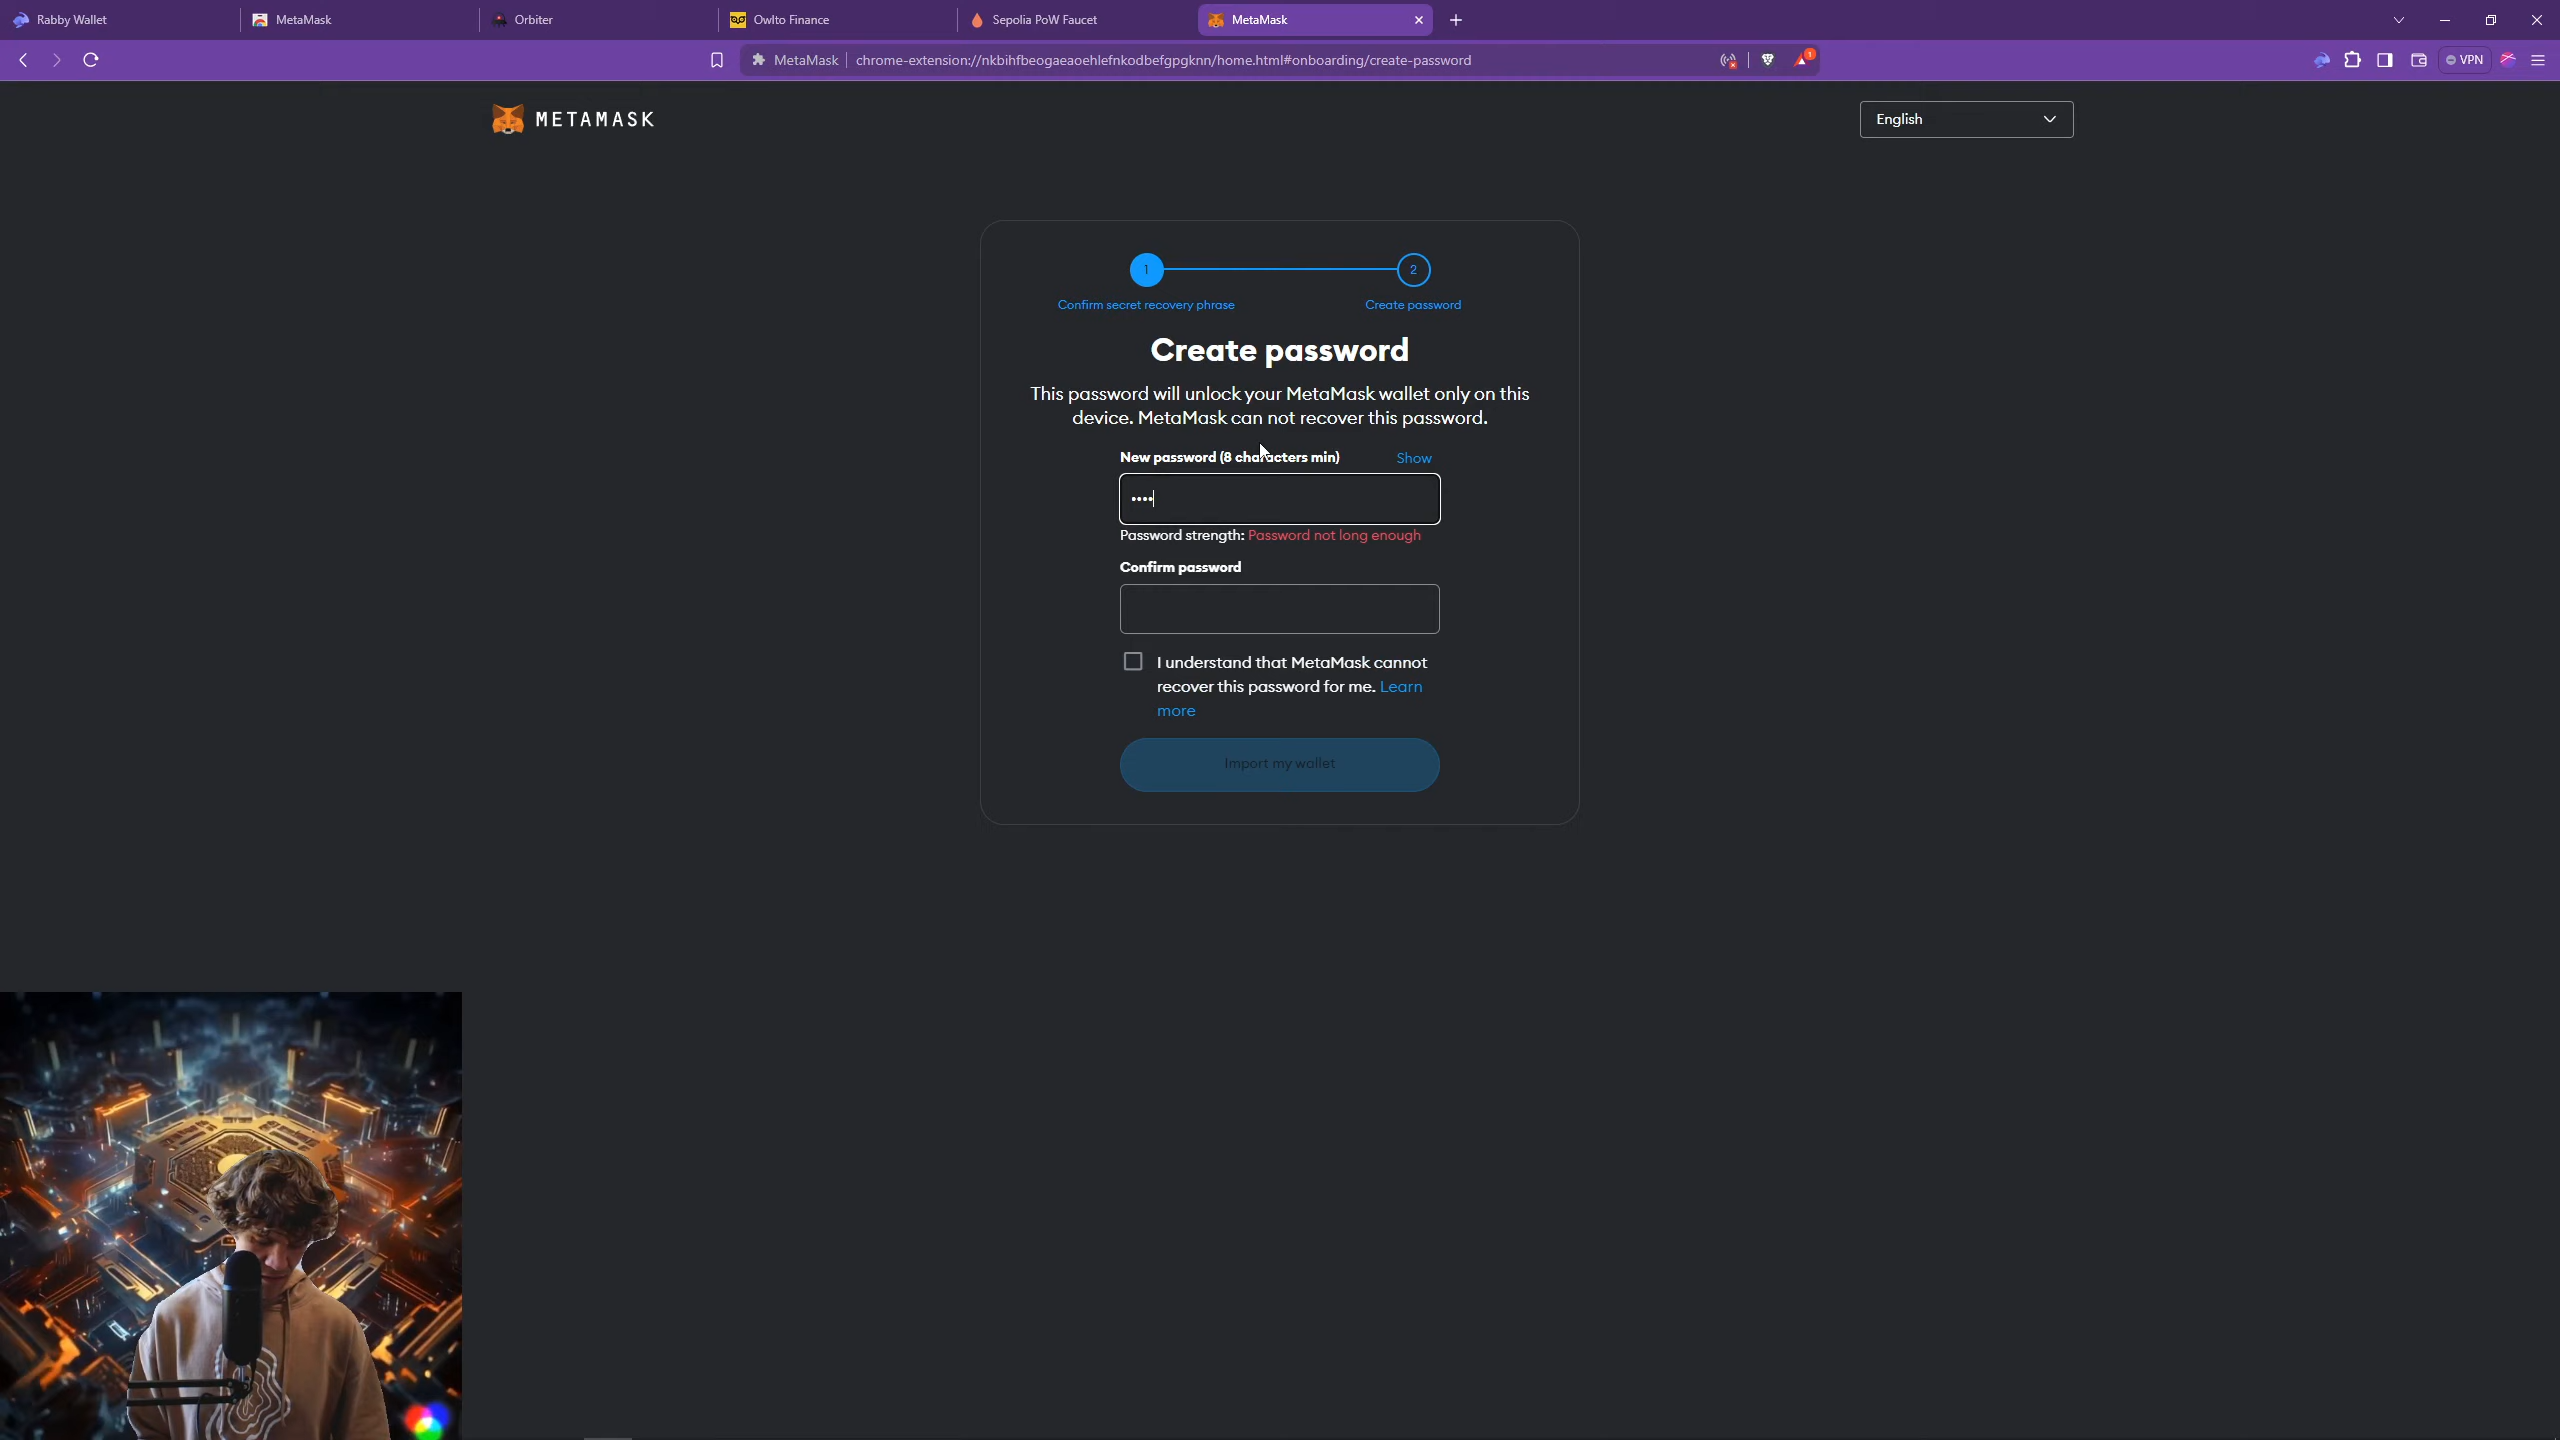 Rabby Wallet
MetaMask
Orbiter
Owlto Finance
Sepolia PoW Faucet
MetaMask
MetaMask
chrome-extension://nkbihfbeogaeaoehlefnkodbefgpgknn/home.html#onboarding/create-password
1
VPN
METAMASK
English
1
2
Confirm secret recovery phrase
Create password
Create password
This password will unlock your MetaMask wallet only on this
device. MetaMask can not recover this password.
New password (8 characters min)
Show
Password strength: Password not long enough
Confirm password
I understand that MetaMask cannot
recover this password for me. Learn
more
Import my wallet